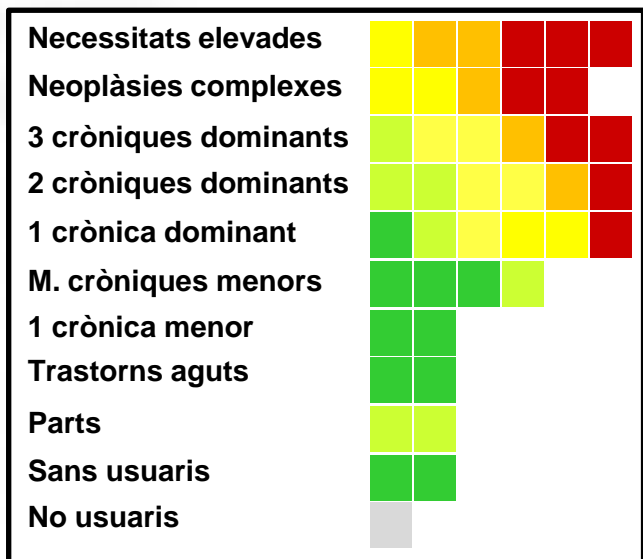 Necessitats elevades
Neoplàsies complexes
3 cròniques dominants
2 cròniques dominants
1 crònica dominant
M. cròniques menors
1 crònica menor
Trastorns aguts
Parts
Sans usuaris
No usuaris